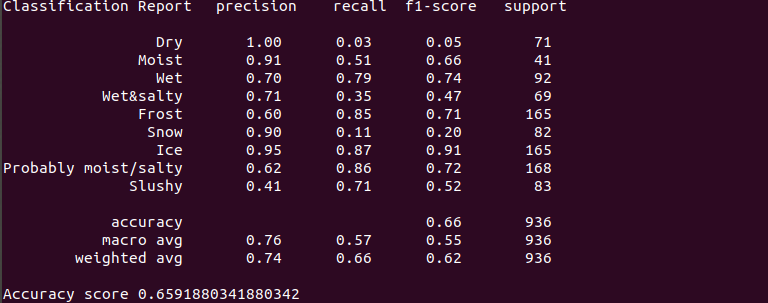 Classification Report precision recall f1-score support
Dry 1.00 0.03 0.05 71
Moist 0.91 0.51 0.66 41
Wet 0.70 0.79 0.74 92
Wet&salty 0.71 0.35 0.47 69
Frost 0.60 0.85 0.71 165
Snow 0.90 0.11 0.20 82
Ice 0.95 0.87 0.91 165
Probably moist/salty 0.62 0.86 0.72 168
Slushy 0.41 0.71 0.52 83
accuracy 0.66 936
macro avg 0.76 0.57 0.55 936
weighted avg 0.74 0.66 0.62 936
Accuracy score 0.6591880341880342